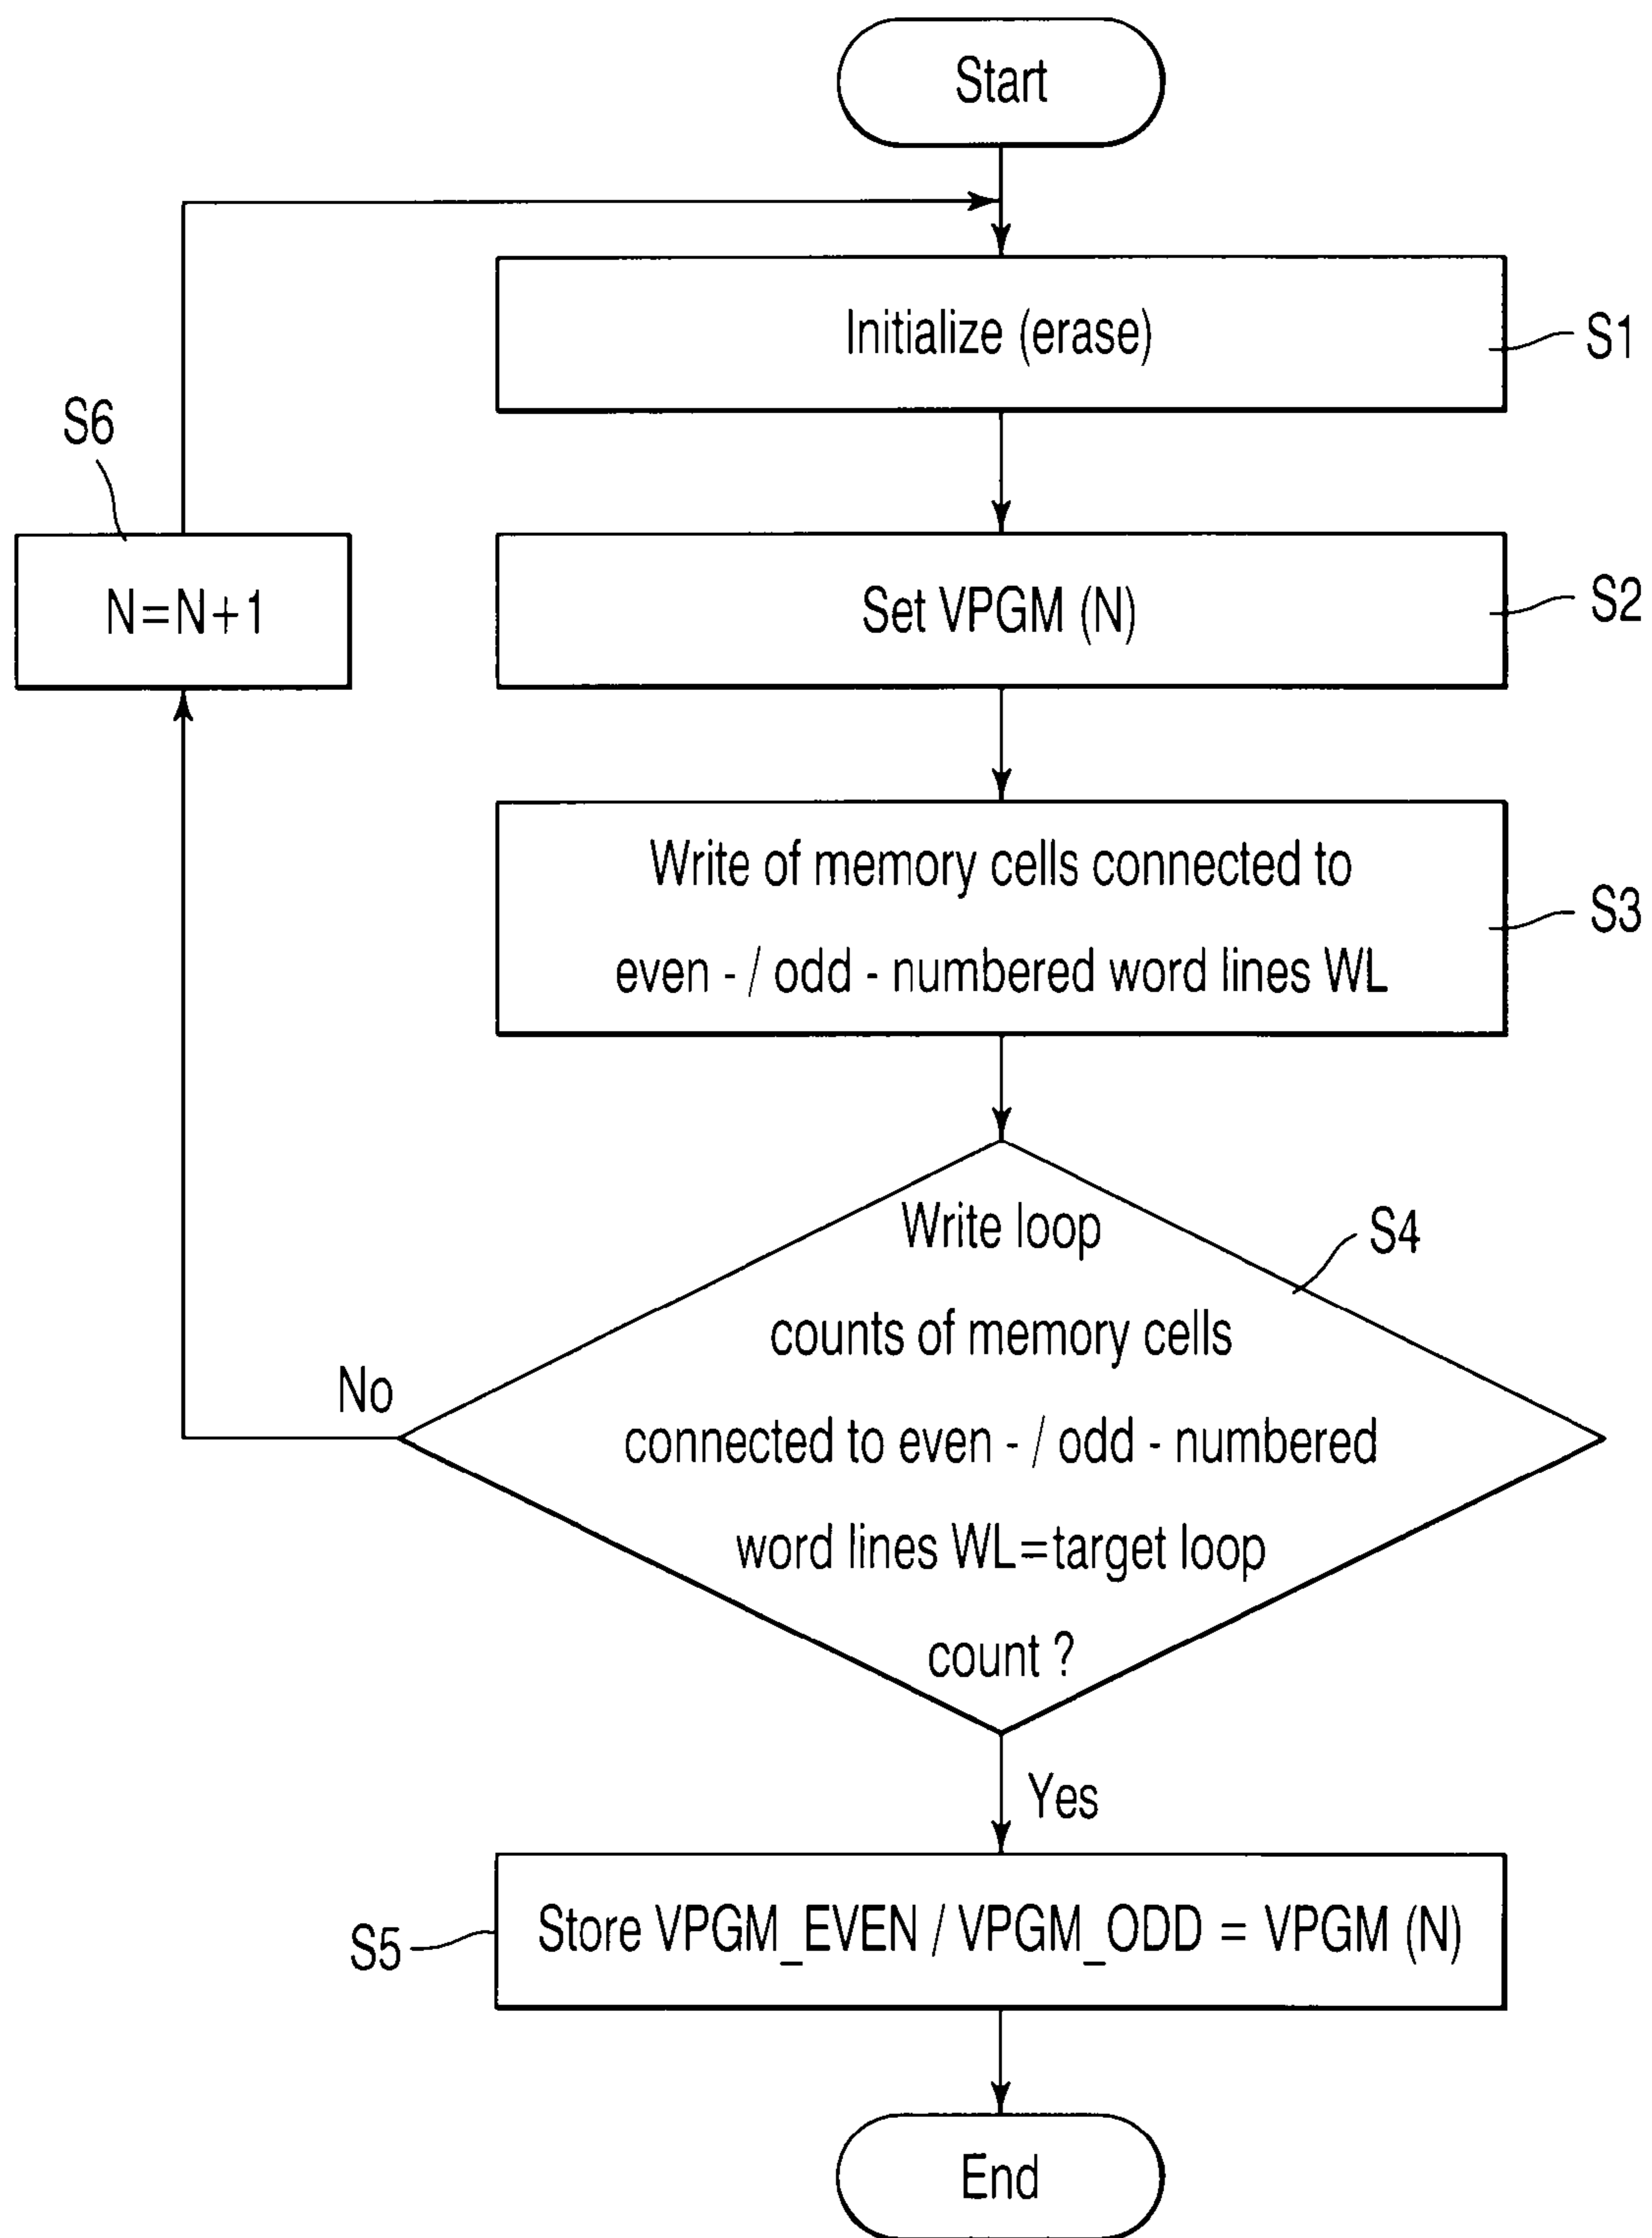 Start
Initialize (erase)
S1
S6
N=N+1
Set VPGM (N)
S2
Write of memory cells connected to
even - / odd - numbered word lines WL
S3
Write loop
counts of memory cells
connected to even - / odd - numbered
word lines WL=target loop
count ?
S4
No
Yes
S5
Store VPGM_EVEN / VPGM_ODD = VPGM (N)
End